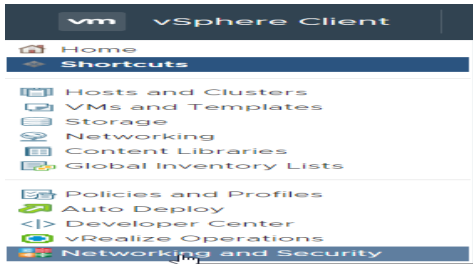 vm vSphere Client
Home
Shortcuts
Hosts and Clusters
VMs and Templates
Storage
Networking
Content Libraries
Global Inventory Lists
Policies and Profiles
Auto Deploy
Developer Center
vRealize Operations
Networking and Security